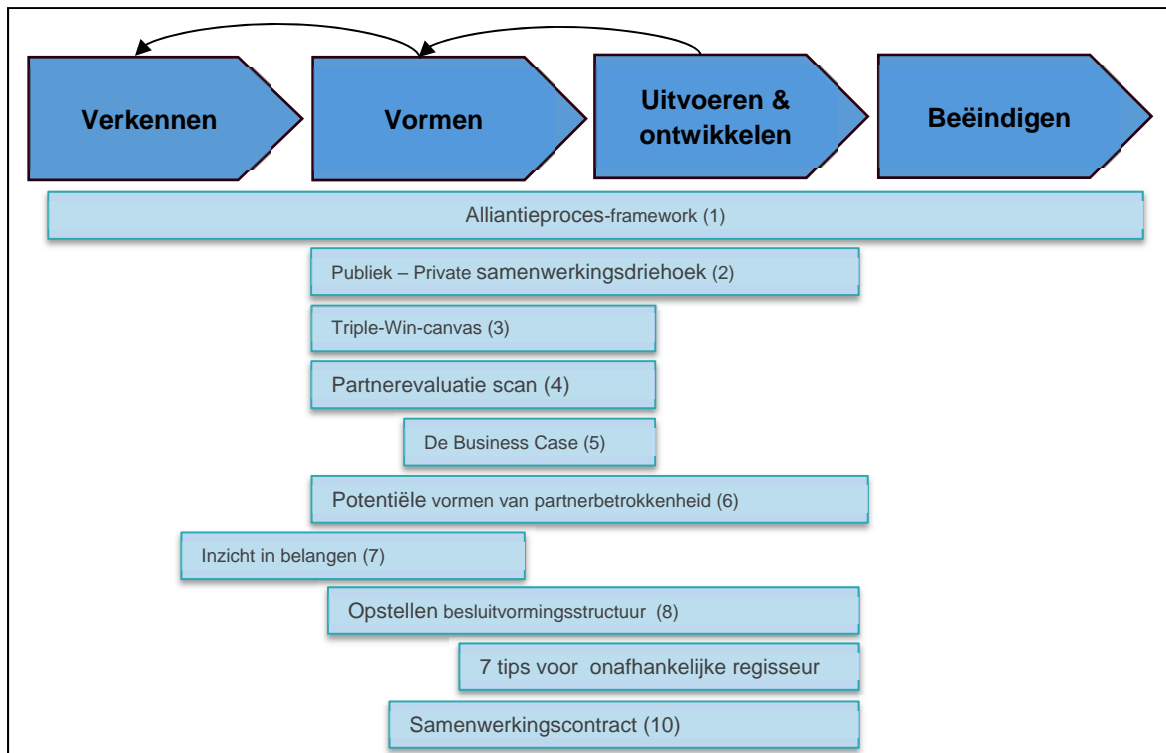 Verkennen
Vormen
Uitvoeren &
ontwikkelen
Beëindigen
Alliantieproces-framework (1)
Publiek – Private samenwerkingsdriehoek (2)
Triple-Win-canvas (3)
Partnerevaluatie scan (4)
De Business Case (5)
Potentiële vormen van partnerbetrokkenheid (6)
Inzicht in belangen (7)
Opstellen besluitvormingsstructuur (8)
7 tips voor onafhankelijke regisseur
Samenwerkingscontract (10)